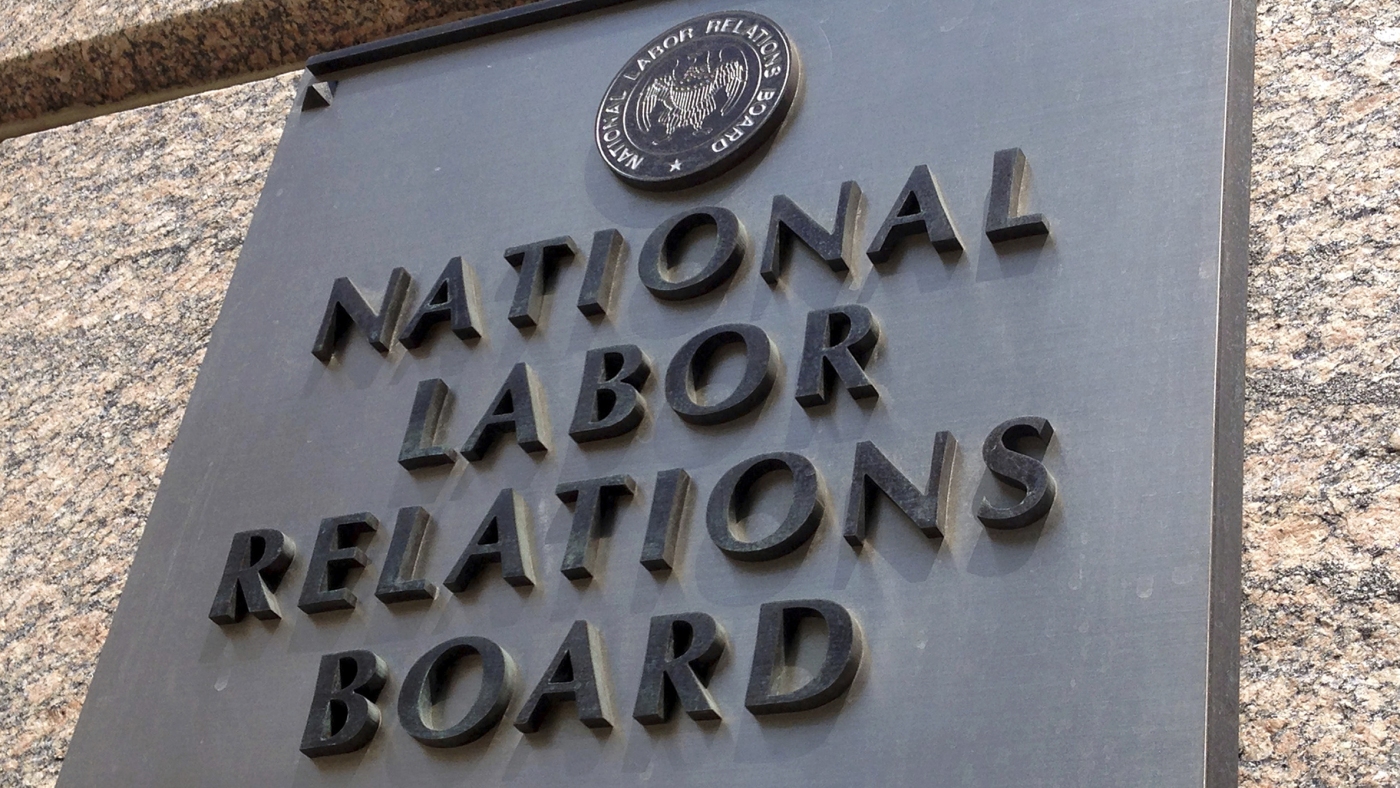 NATIONAL LABOR RELATIONS BOARD ★
NATIONAL
LABOR
RELATIONS
BOARD